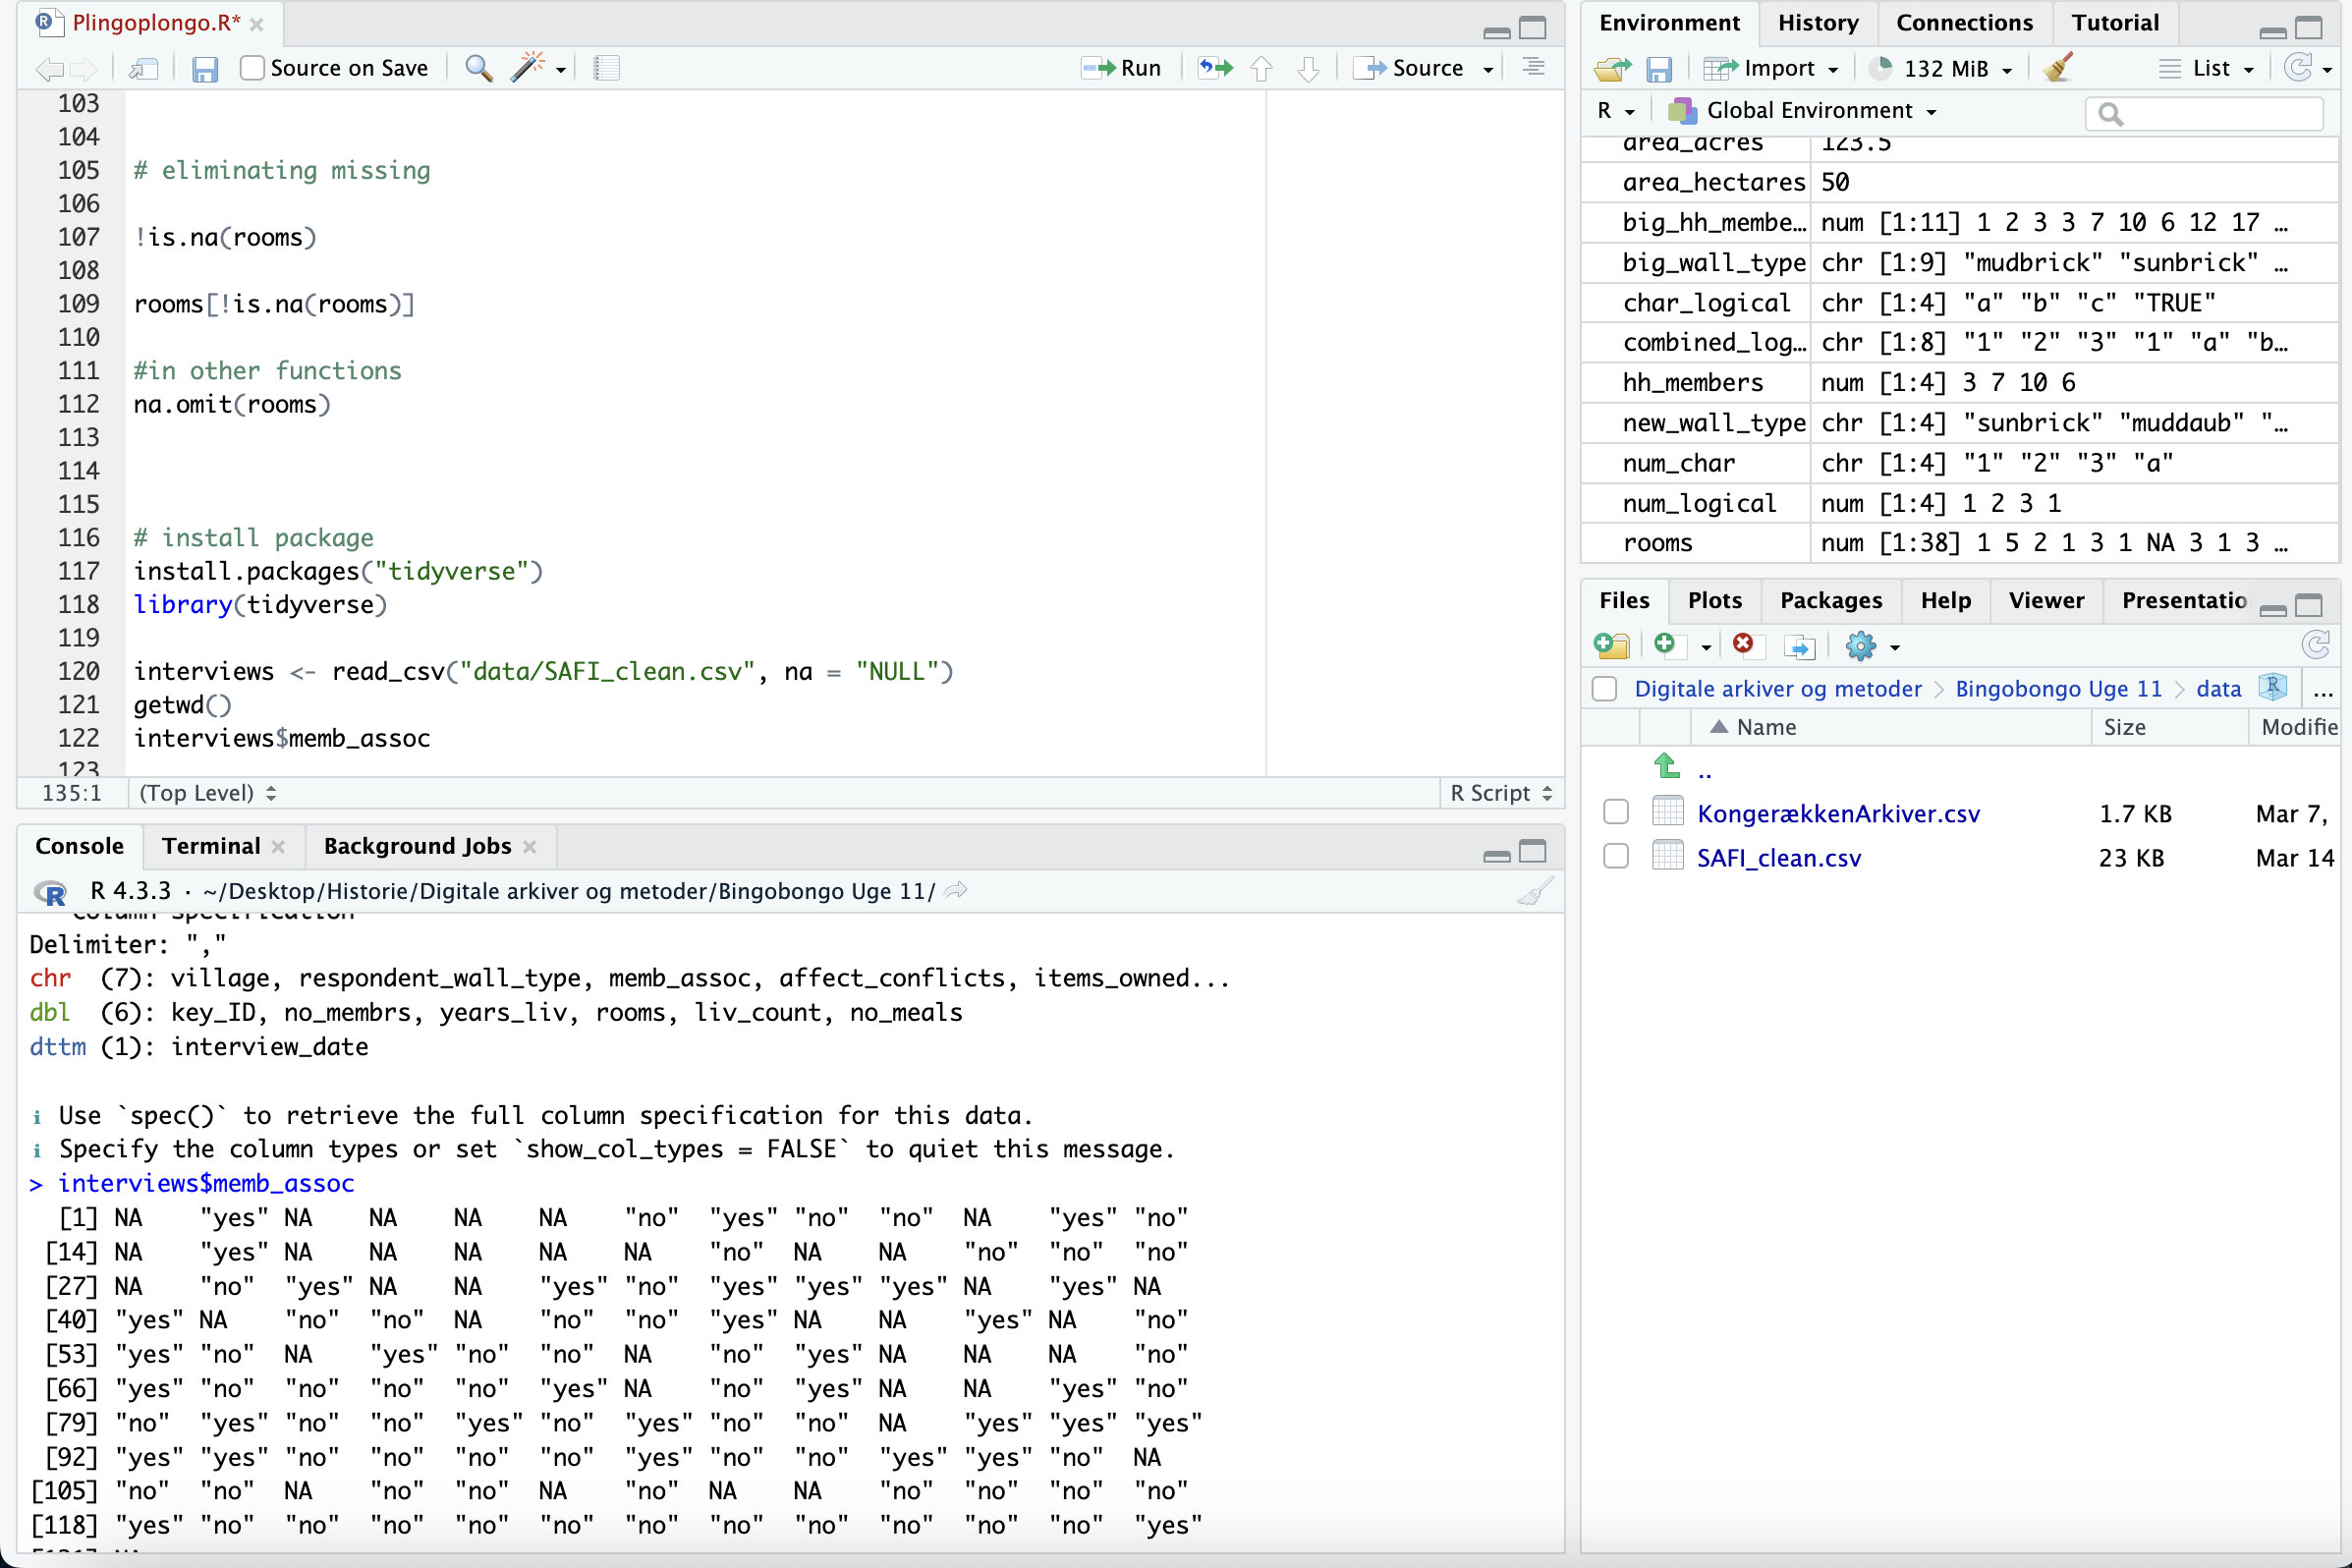 Plingoplongo.R*
Source on Save
Run
Source
103
104
105 # eliminating missing
106
107 !is.na(rooms)
108
109 rooms[!is.na(rooms)]
110
111 #in other functions
112 na.omit(rooms)
113
114
115
116 # install package
117 install.packages("tidyverse")
118 library(tidyverse)
119
120 interviews <- read_csv("data/SAFI_clean.csv", na = "NULL")
121 getwd()
122 interviews$memb_assoc
123
135:1 (Top Level) R Script
Console Terminal Background Jobs
R 4.3.3 · ~/Desktop/Historie/Digitale arkiver og metoder/Bingobongo Uge 11/
Column specification
Delimiter: ","
chr (7): village, respondent_wall_type, memb_assoc, affect_conflicts, items_owned...
dbl (6): key_ID, no_membrs, years_liv, rooms, liv_count, no_meals
dttm (1): interview_date
ℹ Use `spec()` to retrieve the full column specification for this data.
ℹ Specify the column types or set `show_col_types = FALSE` to quiet this message.
> interviews$memb_assoc
[1] NA "yes" NA NA NA NA "no" "yes" "no" "no" NA "yes" "no"
[14] NA "yes" NA NA NA NA NA "no" NA NA "no" "no" "no"
[27] NA "no" "yes" NA NA "yes" "no" "yes" "yes" "yes" NA "yes" NA
[40] "yes" NA "no" "no" NA "no" "no" "yes" NA NA "yes" NA "no"
[53] "yes" "no" NA "yes" "no" "no" NA "no" "yes" NA NA NA "no"
[66] "yes" "no" "no" "no" "no" "yes" NA "no" "yes" NA NA "yes" "no"
[79] "no" "yes" "no" "no" "yes" "no" "yes" "no" "no" NA "yes" "yes" "yes"
[92] "yes" "yes" "no" "no" "no" "no" "yes" "no" "no" "yes" "yes" "no" NA
[105] "no" "no" NA "no" "no" NA "no" NA NA "no" "no" "no" "no"
[118] "yes" "no" "no" "no" "no" "no" "no" "no" "no" "no" "no" "no" "yes"
[131] NA
Environment History Connections Tutorial
Import 132 MiB List
R Global Environment
area_acres 123.5
area_hectares 50
big_hh_membe… num [1:11] 1 2 3 3 7 10 6 12 17 …
big_wall_type chr [1:9] "mudbrick" "sunbrick" …
char_logical chr [1:4] "a" "b" "c" "TRUE"
combined_log… chr [1:8] "1" "2" "3" "1" "a" "b…
hh_members num [1:4] 3 7 10 6
new_wall_type chr [1:4] "sunbrick" "muddaub" "…
num_char chr [1:4] "1" "2" "3" "a"
num_logical num [1:4] 1 2 3 1
rooms num [1:38] 1 5 2 1 3 1 NA 3 1 3 …
Files Plots Packages Help Viewer Presentatio
Digitale arkiver og metoder > Bingobongo Uge 11 > data R ...
Name Size Modifie
..
KongerækkenArkiver.csv 1.7 KB Mar 7,
SAFI_clean.csv 23 KB Mar 14